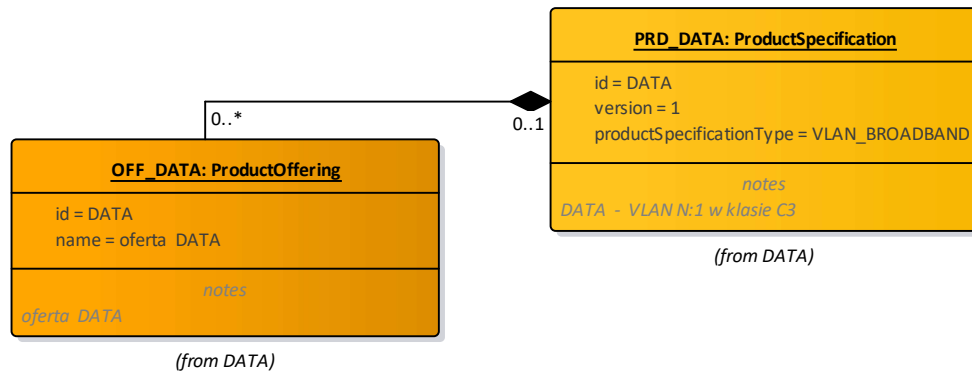 PRD_DATA: ProductSpecification
id = DATA
version = 1
productSpecificationType = VLAN_BROADBAND
notes
DATA - VLAN N:1 w klasie C3
(from DATA)
0..*
0..1
OFF_DATA: ProductOffering
id = DATA
name = oferta DATA
notes
oferta DATA
(from DATA)